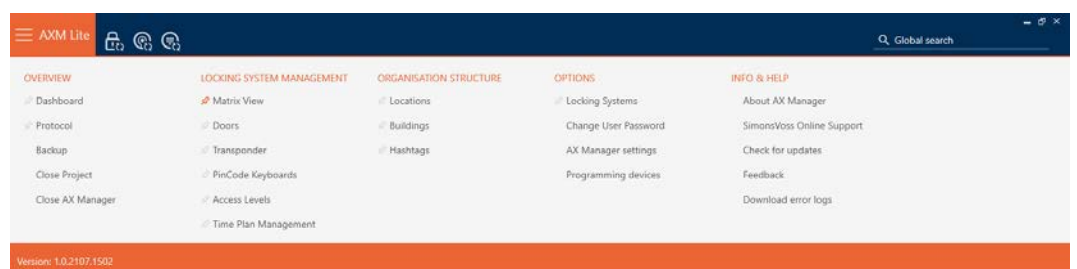 AXM Lite
Global search
OVERVIEW
Dashboard
Protocol
Backup
Close Project
Close AX Manager
LOCKING SYSTEM MANAGEMENT
Matrix View
Doors
Transponder
PinCode Keyboards
Access Levels
Time Plan Management
ORGANISATION STRUCTURE
Locations
Buildings
Hashtags
OPTIONS
Locking Systems
Change User Password
AX Manager settings
Programming devices
INFO & HELP
About AX Manager
SimonsVoss Online Support
Check for updates
Feedback
Download error logs
Version: 1.0.2107.1502